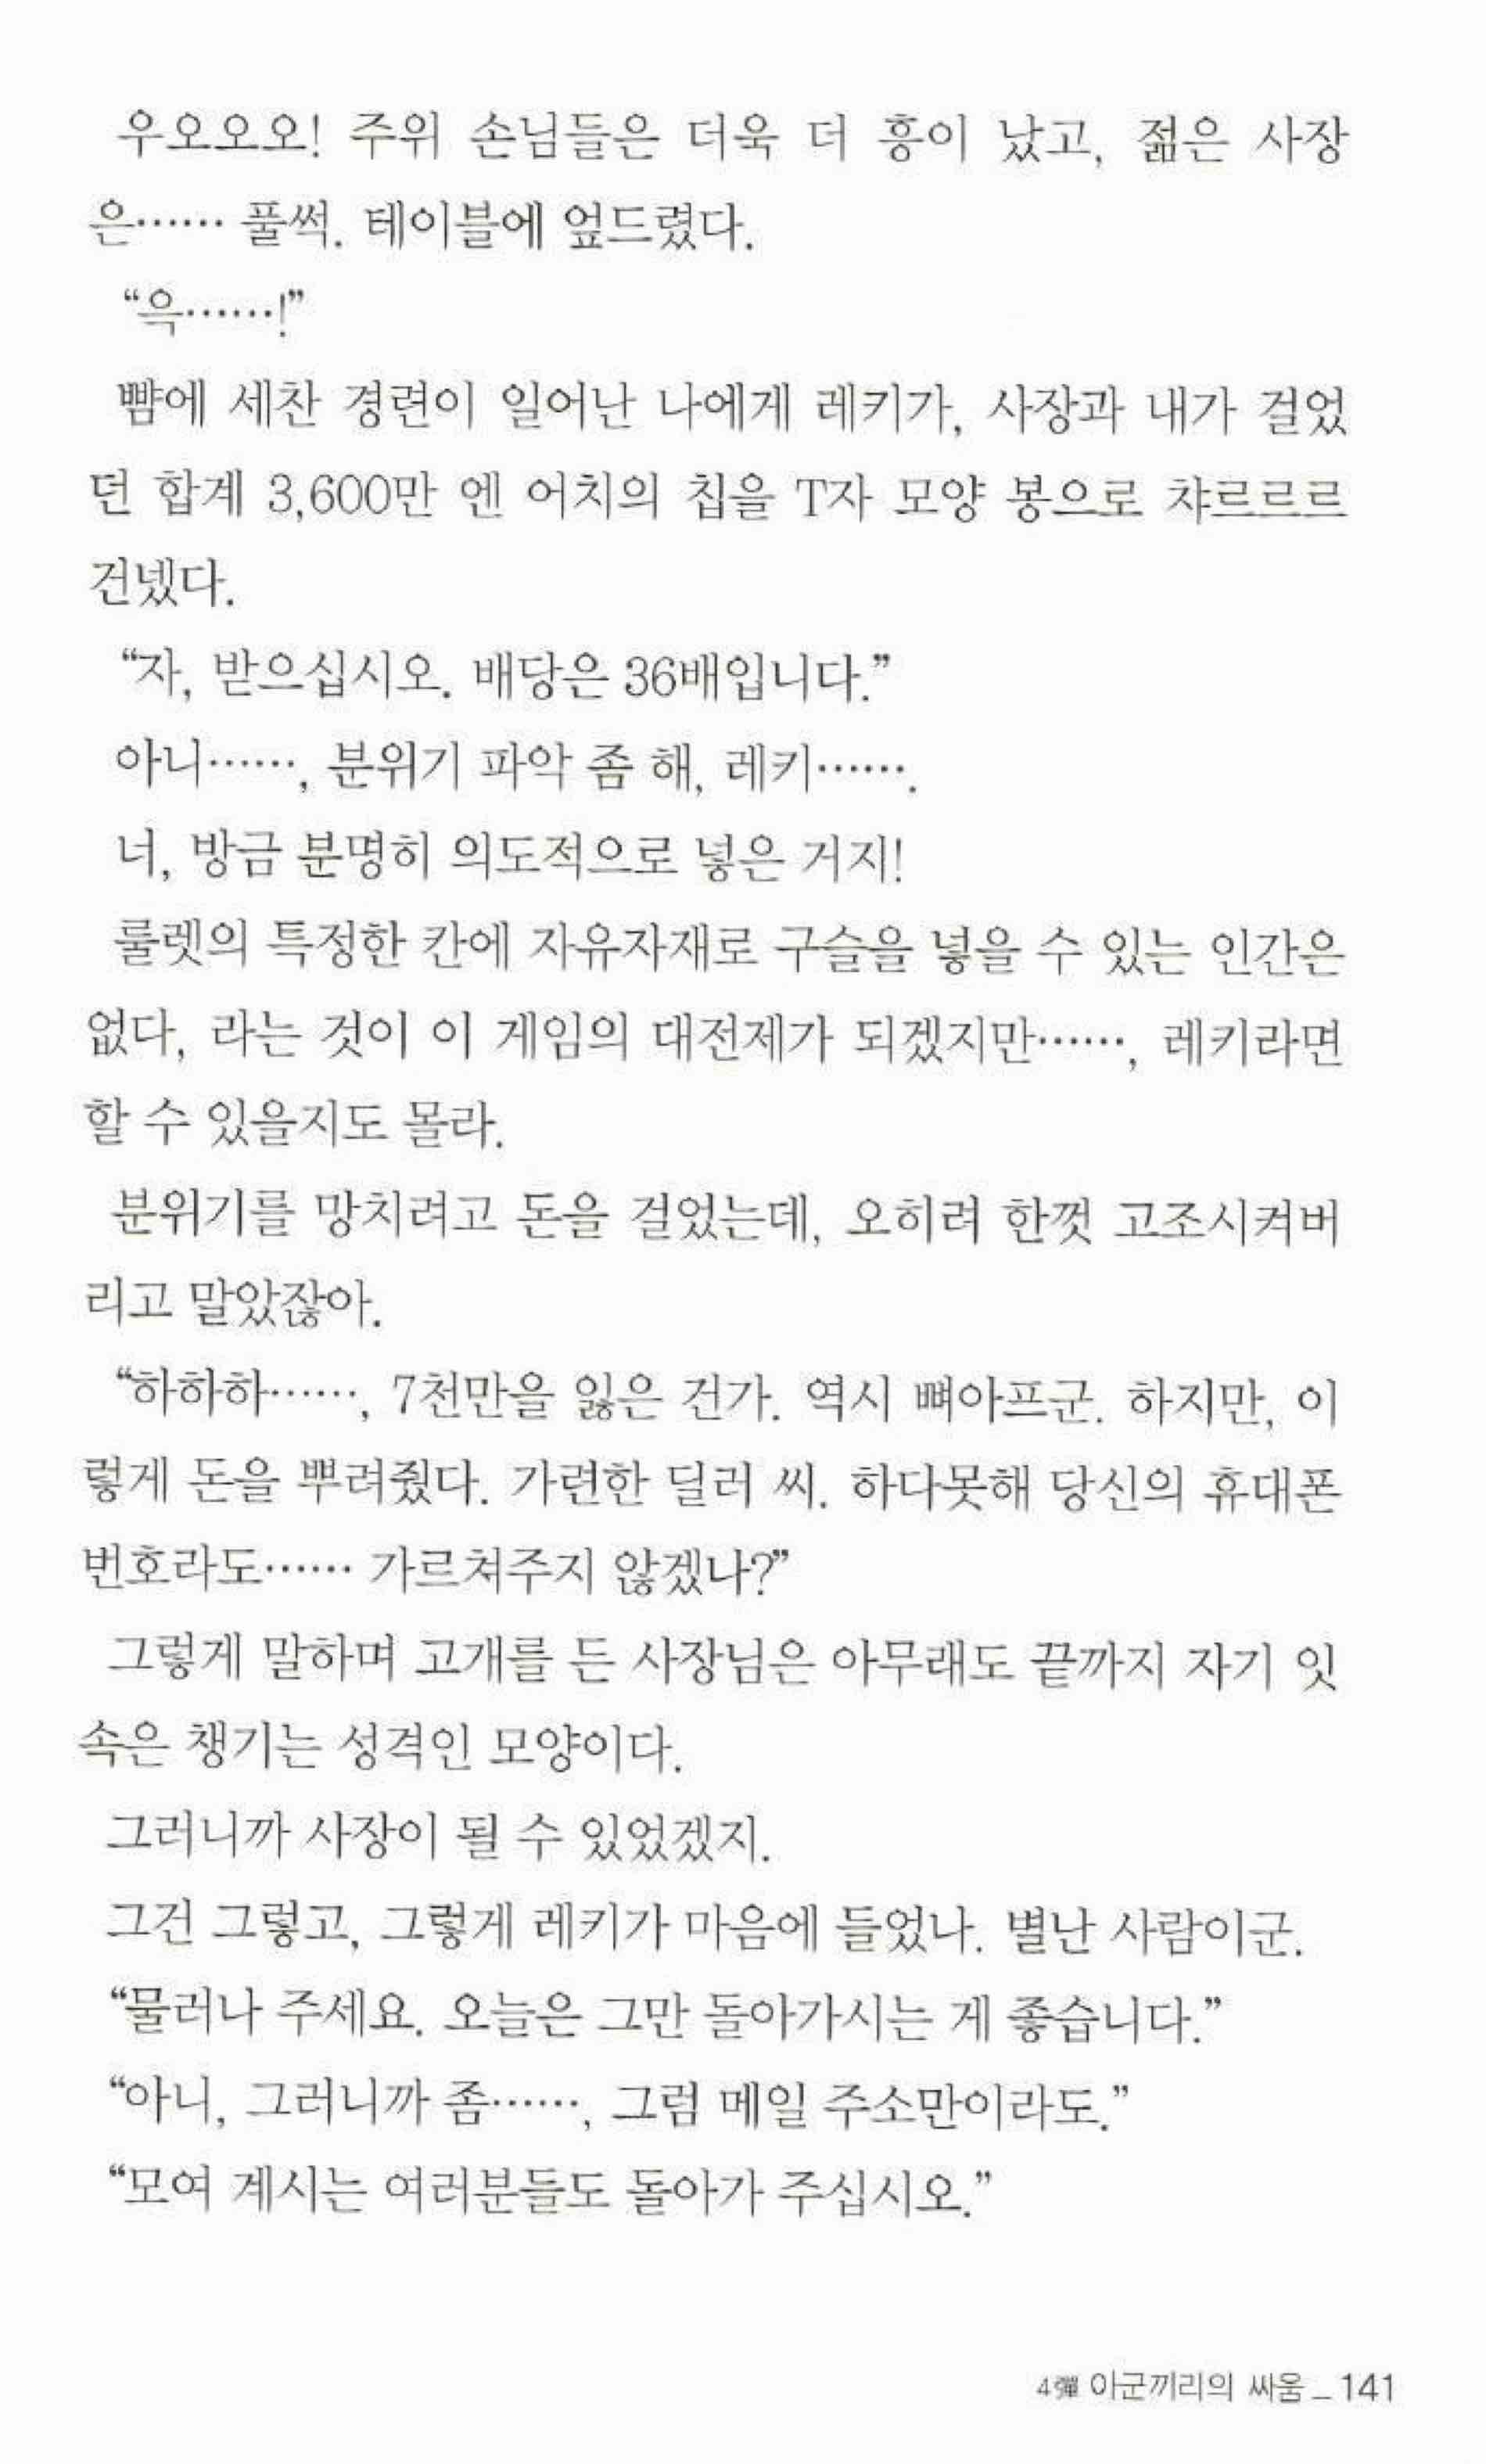 우오오오! 주위 손님들은 더욱 더 흥이 났고, 젊은 사장
은…… 풀썩. 테이블에 엎드렸다.
“윽……!”
뺨에 세찬 경련이 일어난 나에게 레키가, 사장과 내가 걸었
던 합계 3,600만 엔 어치의 칩을 T자 모양 봉으로 챠르르르
건넸다.
“자, 받으십시오. 배당은 36배입니다.”
아니……, 분위기 파악 좀 해, 레키…….
너, 방금 분명히 의도적으로 넣은 거지!
룰렛의 특정한 칸에 자유자재로 구슬을 넣을 수 있는 인간은
없다, 라는 것이 이 게임의 대전제가 되겠지만……, 레키라면
할 수 있을지도 몰라.
분위기를 망치려고 돈을 걸었는데, 오히려 한껏 고조시켜버
리고 말았잖아.
“하하하……, 7천만을 잃은 건가. 역시 뼈아프군. 하지만, 이
렇게 돈을 뿌려줬다. 가련한 딜러 씨. 하다못해 당신의 휴대폰
번호라도…… 가르쳐주지 않겠나?”
그렇게 말하며 고개를 든 사장님은 아무래도 끝까지 자기 잇
속은 챙기는 성격인 모양이다.
그러니까 사장이 될 수 있었겠지.
그건 그렇고, 그렇게 레키가 마음에 들었나. 별난 사람이군.
“물러나 주세요. 오늘은 그만 돌아가시는 게 좋습니다.”
“아니, 그러니까 좀……, 그럼 메일 주소만이라도.”
“모여 계시는 여러분들도 돌아가 주십시오.”
4彈 아군끼리의 싸움_141